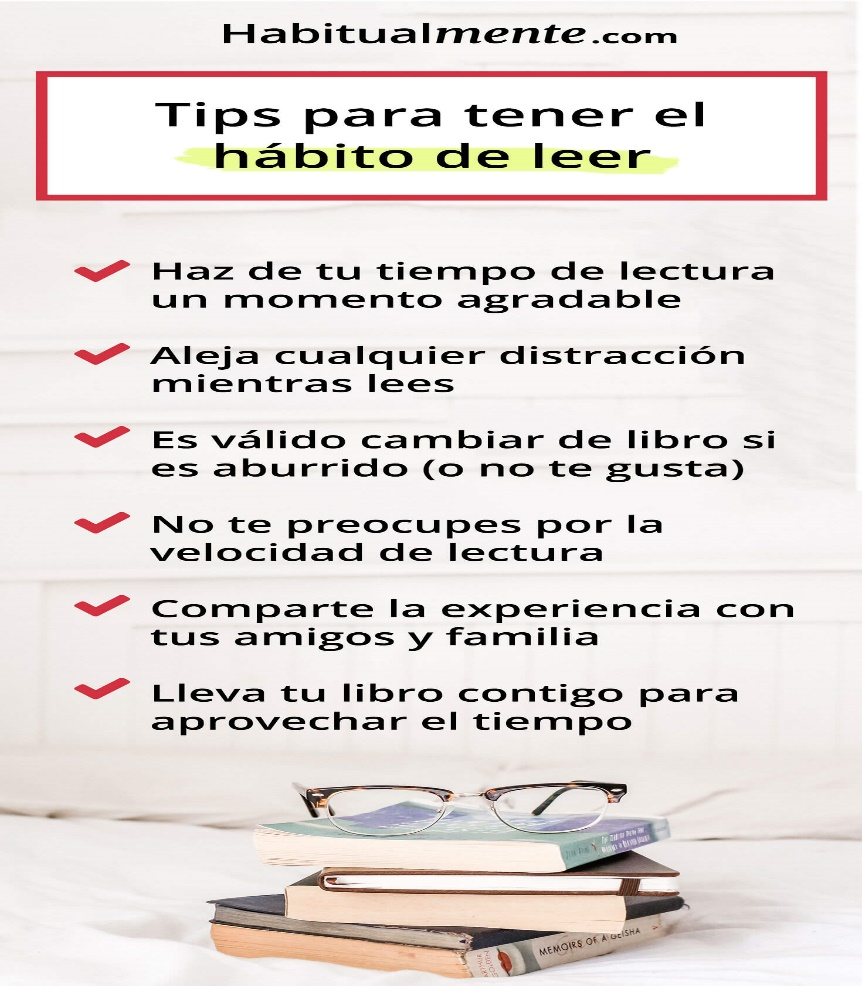 Habitualmente.com
Tips para tener el
hábito de leer
Haz de tu tiempo de lectura
un momento agradable
Aleja cualquier distracción
mientras lees
Es válido cambiar de libro si
es aburrido (o no te gusta)
No te preocupes por la
velocidad de lectura
Comparte la experiencia con
tus amigos y familia
Lleva tu libro contigo para
aprovechar el tiempo
MEMOIRS OF A GEISHA
ARTHUR
GOLDEN